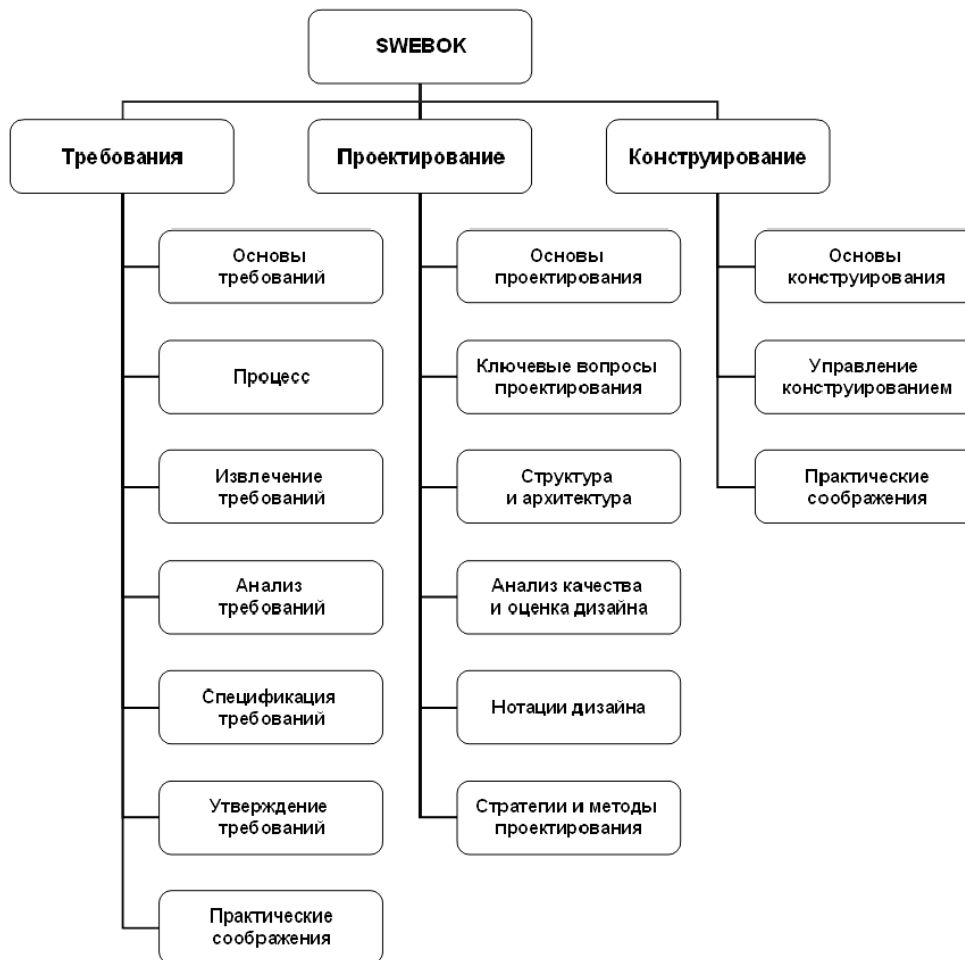 SWEBOK
Требования
Проектирование
Конструирование
Основы
требований
Процесс
Извлечение
требований
Анализ
требований
Спецификация
требований
Утверждение
требований
Практические
соображения
Основы
проектирования
Ключевые вопросы
проектирования
Структура
и архитектура
Анализ качества
и оценка дизайна
Нотации дизайна
Стратегии и методы
проектирования
Основы
конструирования
Управление
конструированием
Практические
соображения